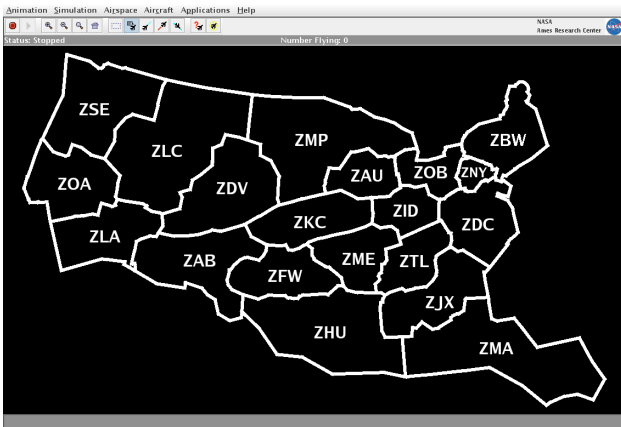 Animation Simulation Airspace Aircraft Applications Help
NASA
Ames Research Center
NASA
Status: Stopped Number Flying: 0
ZSE
ZLC
ZMP
ZBW
ZOA
ZDV
ZAU
ZOB
ZNY
ZLA
ZKC
ZID
ZDC
ZAB
ZFW
ZME
ZTL
ZHU
ZJX
ZMA